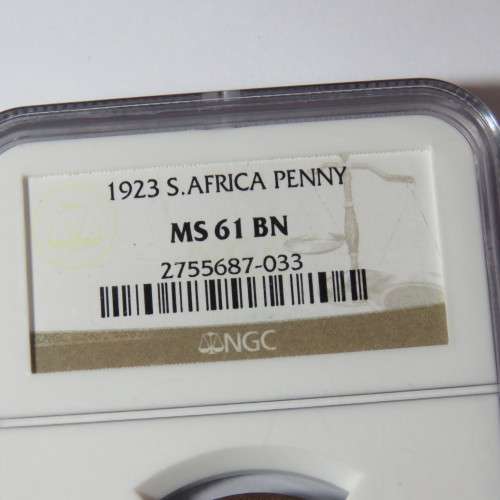 1923 S.AFRICA PENNY
MS 61 BN
2755687-033
NGC